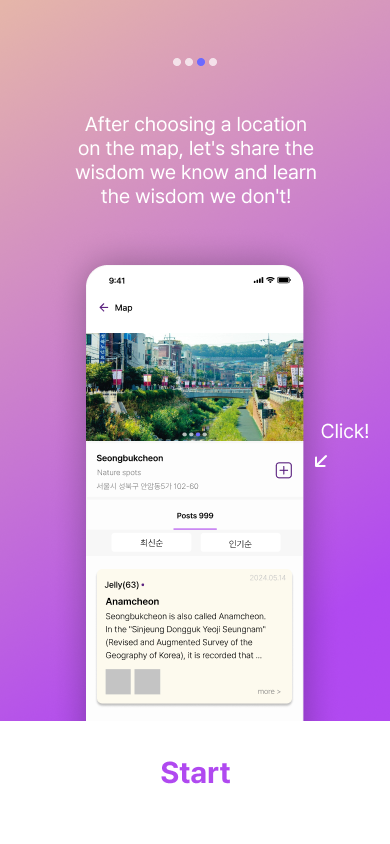 After choosing a location
on the map, let's share the
wisdom we know and learn
the wisdom we don't!
9:41
Map
Seongbukcheon
Nature spots
서울시 성북구 안암동5가 102-60
Click!
Posts 999
최신순
인기순
2024.05.14
Jelly(63) •
Anamcheon
Seongbukcheon is also called Anamcheon.
In the "Sinjeung Dongguk Yeoji Seungnam"
(Revised and Augmented Survey of the
Geography of Korea), it is recorded that ...
more >
Start